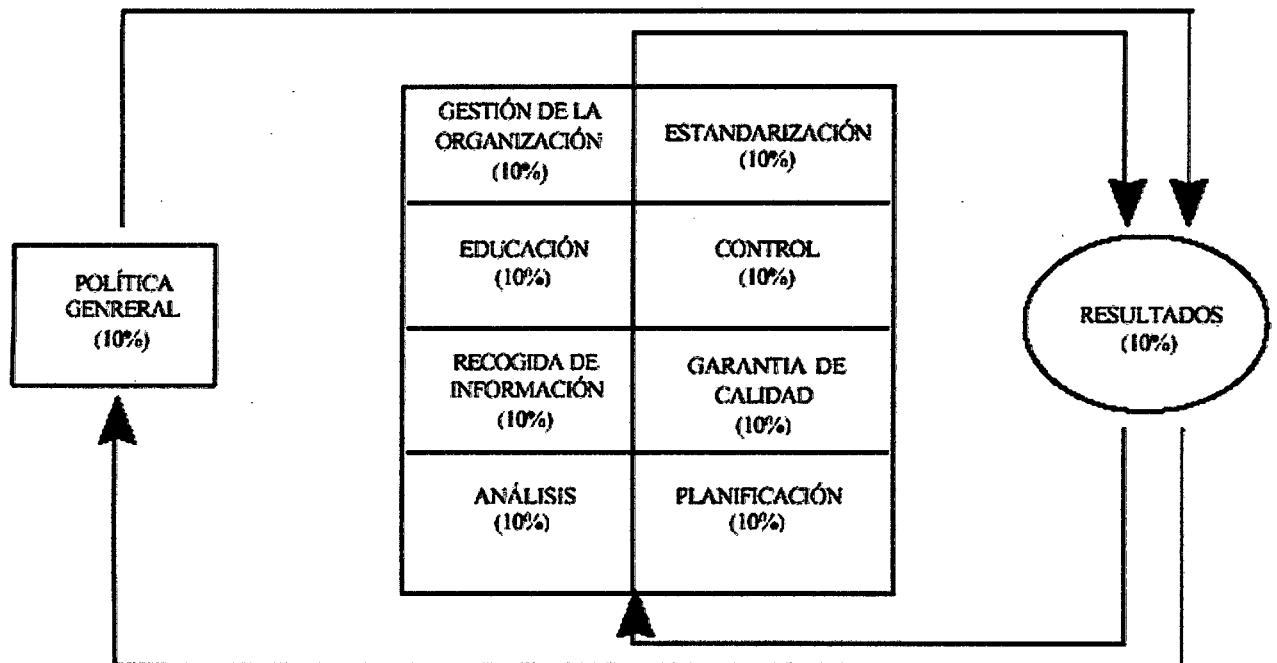 GESTIÓN DE LA
ORGANIZACIÓN
(10%)
ESTANDARIZACIÓN
(10%)
EDUCACIÓN
(10%)
CONTROL
(10%)
POLÍTICA
GENRERAL
(10%)
RESULTADOS
(10%)
RECOGIDA DE
INFORMACIÓN
(10%)
GARANTIA DE
CALIDAD
(10%)
ANÁLISIS
(10%)
PLANIFICACIÓN
(10%)